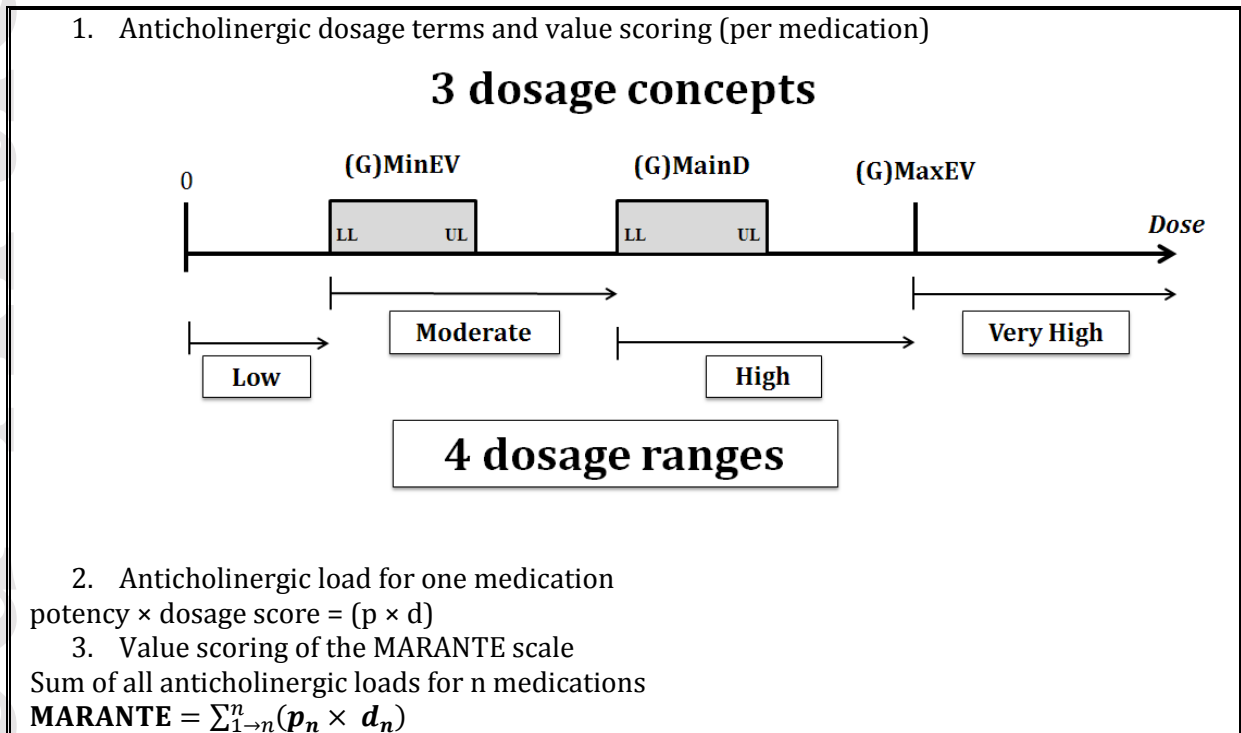 1. Anticholinergic dosage terms and value scoring (per medication)
3 dosage concepts
0
(G)MinEV
(G)MainD
(G)MaxEV
LL UL
LL UL
Dose
Moderate
Very High
Low
High
4 dosage ranges
2. Anticholinergic load for one medication
potency × dosage score = (p × d)
3. Value scoring of the MARANTE scale
Sum of all anticholinergic loads for n medications
MARANTE = ∑ⁿ₁→ₙ(pₙ × dₙ)